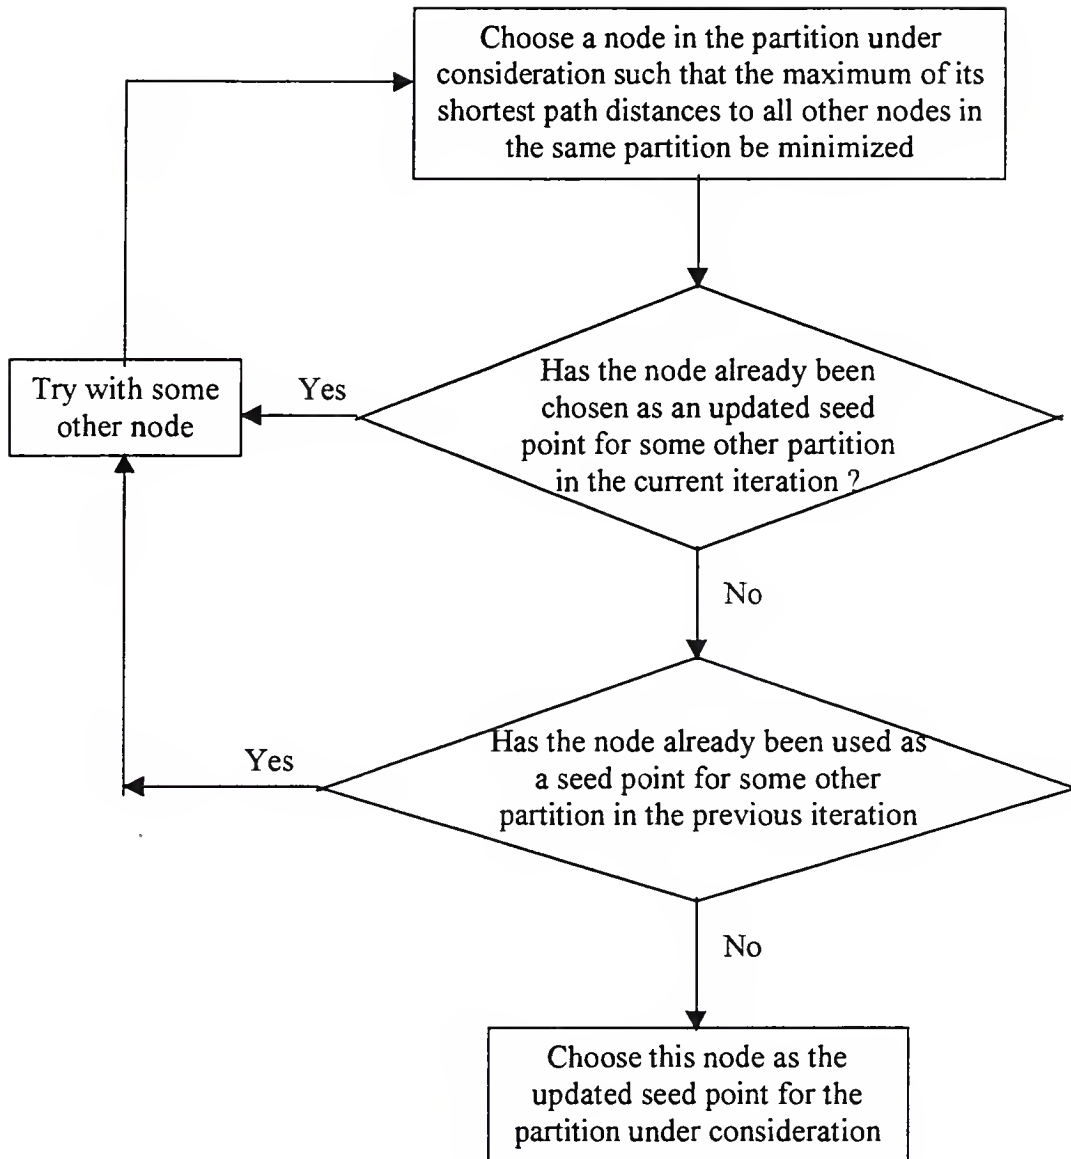 Choose a node in the partition under
consideration such that the maximum of its
shortest path distances to all other nodes in
the same partition be minimized
Try with some
other node
Yes
Has the node already been
chosen as an updated seed
point for some other partition
in the current iteration ?
No
Yes
Has the node already been used as
a seed point for some other
partition in the previous iteration
No
Choose this node as the
updated seed point for the
partition under consideration